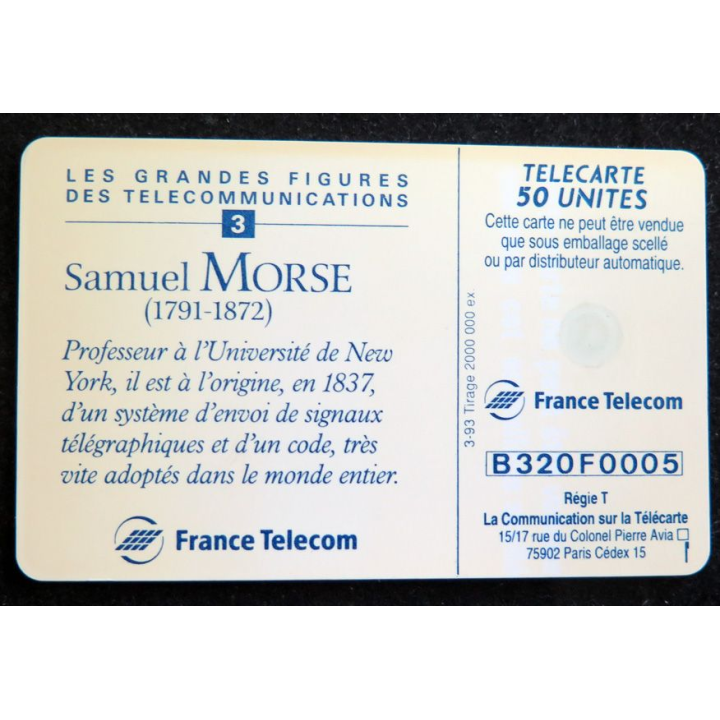 LES GRANDES FIGURES
DES TELECOMMUNICATIONS
3
Samuel MORSE
(1791-1872)
Professeur à l'Université de New
York, il est à l'origine, en 1837,
d'un système d'envoi de signaux
télégraphiques et d'un code, très
vite adoptés dans le monde entier.
France Telecom
3-93 Tirage 2000 000 ex
TELECARTE
50 UNITES
Cette carte ne peut être vendue
que sous emballage scellé
ou par distributeur automatique.
France Telecom
B320F0005
Régie T
La Communication sur la Télécarte
15/17 rue du Colonel Pierre Avia
75902 Paris Cédex 15